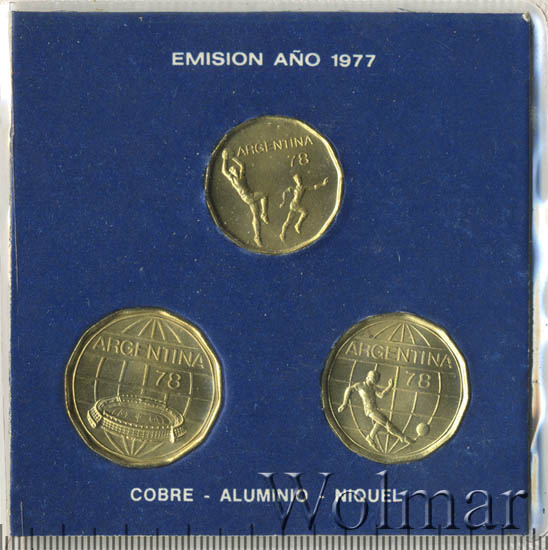 EMISION AÑO 1977
ARGENTINA
78
ARGENTINA
78
ARGENTINA
78
COBRE - ALUMINIO - NIQUEL
Wolmar